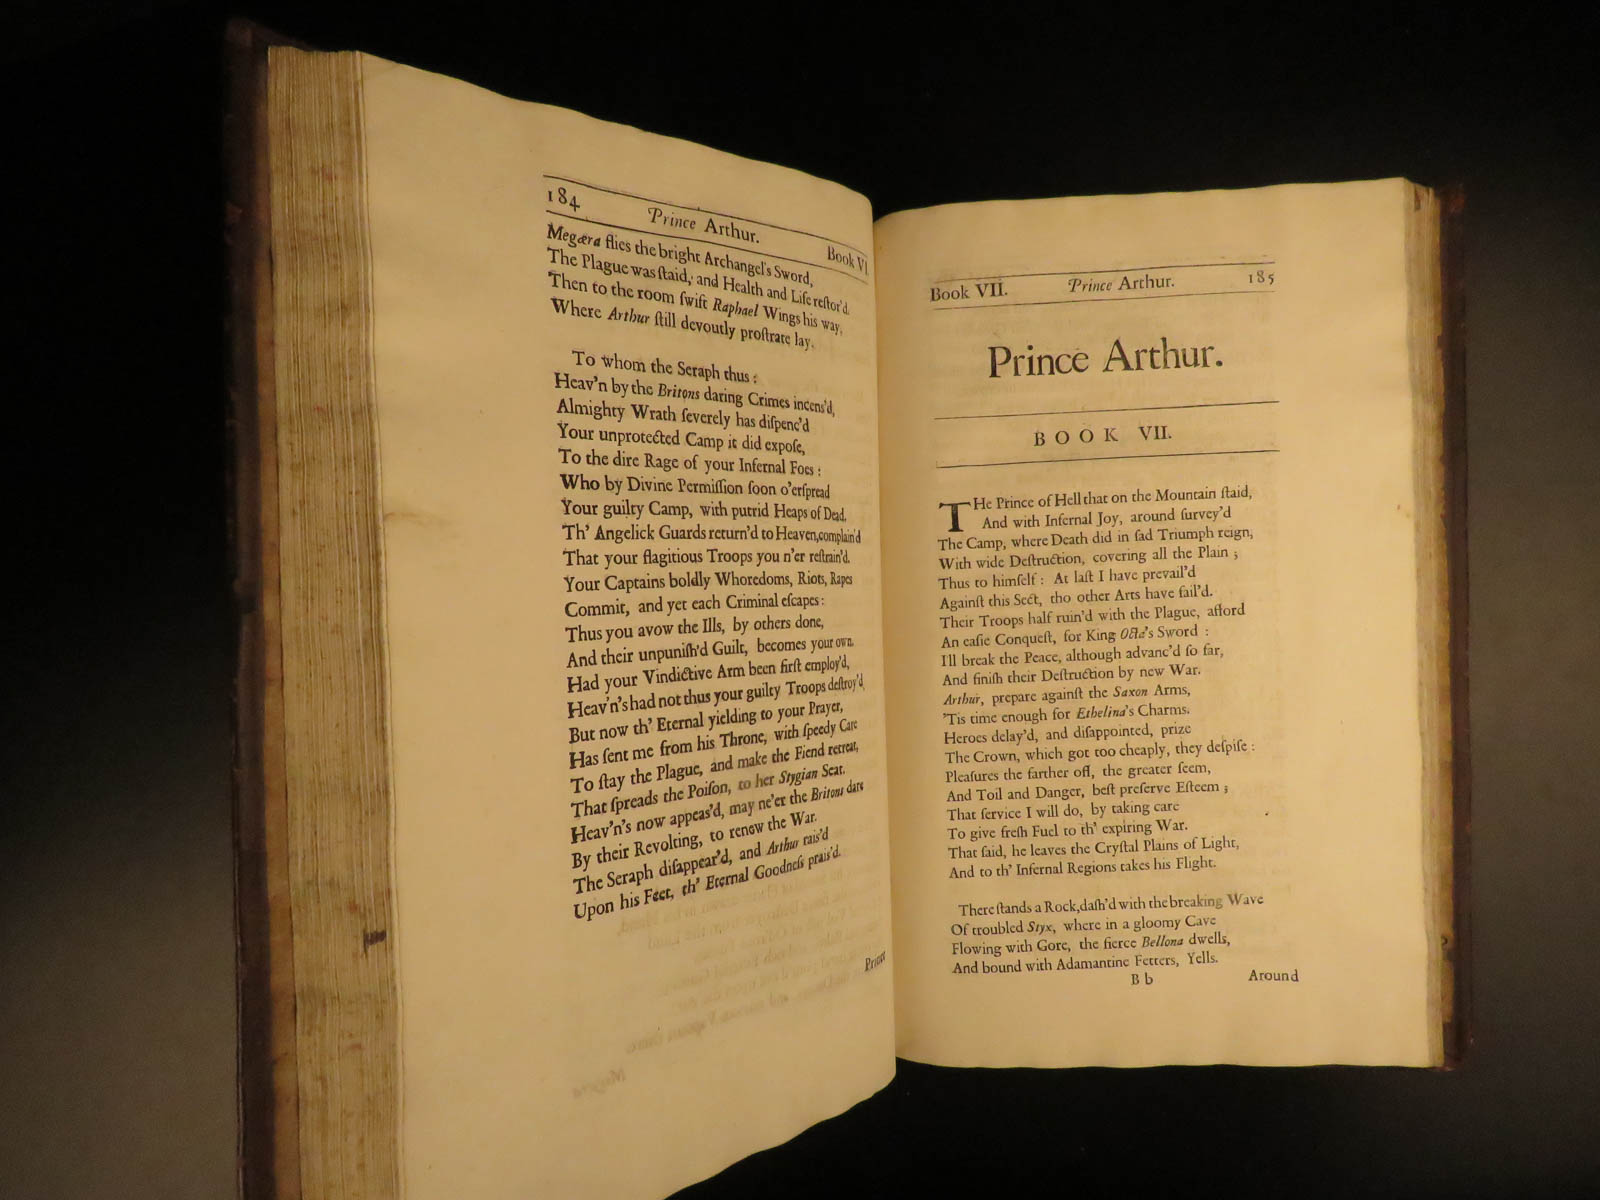 184 Prince Arthur. Book VI.
Megæra flies the bright Archangel's Sword,
The Plague was ſtaid, and Health and Life reſtor'd.
Then to the room ſwift Raphael Wings his way,
Where Arthur ſtill devoutly proſtrate lay.
To whom the Seraph thus:
Heav'n by the Britons daring Crimes incens'd,
Almighty Wrath ſeverely has diſpenc'd
Your unprotected Camp it did expoſe,
To the dire Rage of your Infernal Foes:
Who by Divine Permiſſion ſoon o'erſpread
Your guilty Camp, with putrid Heaps of Dead.
Th' Angelick Guards return'd to Heaven, complain'd
That your flagitious Troops you n'er reſtrain'd.
Your Captains boldly Whoredoms, Riots, Rapes
Commit, and yet each Criminal eſcapes:
Thus you avow the Ills, by others done,
And their unpuniſh'd Guilt, becomes your own.
Had your Vindictive Arm been firſt employ'd,
Heav'n's had not thus your guilty Troops deſtroy'd,
But now th' Eternal yielding to your Prayer,
Has ſent me from his Throne, with ſpeedy Care
To ſtay the Plague, and make the Fiend retreat,
That ſpreads the Poiſon, to her Stygian Seat.
Heav'n's now appeas'd, may ne'er the Britons dare
By their Revolting, to renew the War.
The Seraph diſappear'd, and Arthur rais'd
Upon his Feet, th' Eternal Goodneſs prais'd.
Prince
Book VII. Prince Arthur. 185
Prince Arthur.
BOOK VII.
THe Prince of Hell that on the Mountain ſtaid,
And with Infernal Joy, around ſurvey'd
The Camp, where Death did in ſad Triumph reign,
With wide Deſtruction, covering all the Plain;
Thus to himſelf: At laſt I have prevail'd
Againſt this Sect, tho other Arts have fail'd.
Their Troops half ruin'd with the Plague, afford
An eaſie Conqueſt, for King Octa's Sword:
Ill break the Peace, although advanc'd ſo far,
And finiſh their Deſtruction by new War.
Arthur, prepare againſt the Saxon Arms,
'Tis time enough for Ethelina's Charms.
Heroes delay'd, and diſappointed, prize
The Crown, which got too cheaply, they deſpiſe:
Pleaſures the farther off, the greater ſeem,
And Toil and Danger, beſt preſerve Eſteem;
That ſervice I will do, by taking care
To give freſh Fuel to th' expiring War.
That ſaid, he leaves the Cryſtal Plains of Light,
And to th' Infernal Regions takes his Flight.
There ſtands a Rock, daſh'd with the breaking Wave
Of troubled Styx, where in a gloomy Cave
Flowing with Gore, the fierce Bellona dwells,
And bound with Adamantine Fetters, Yells.
Bb Around